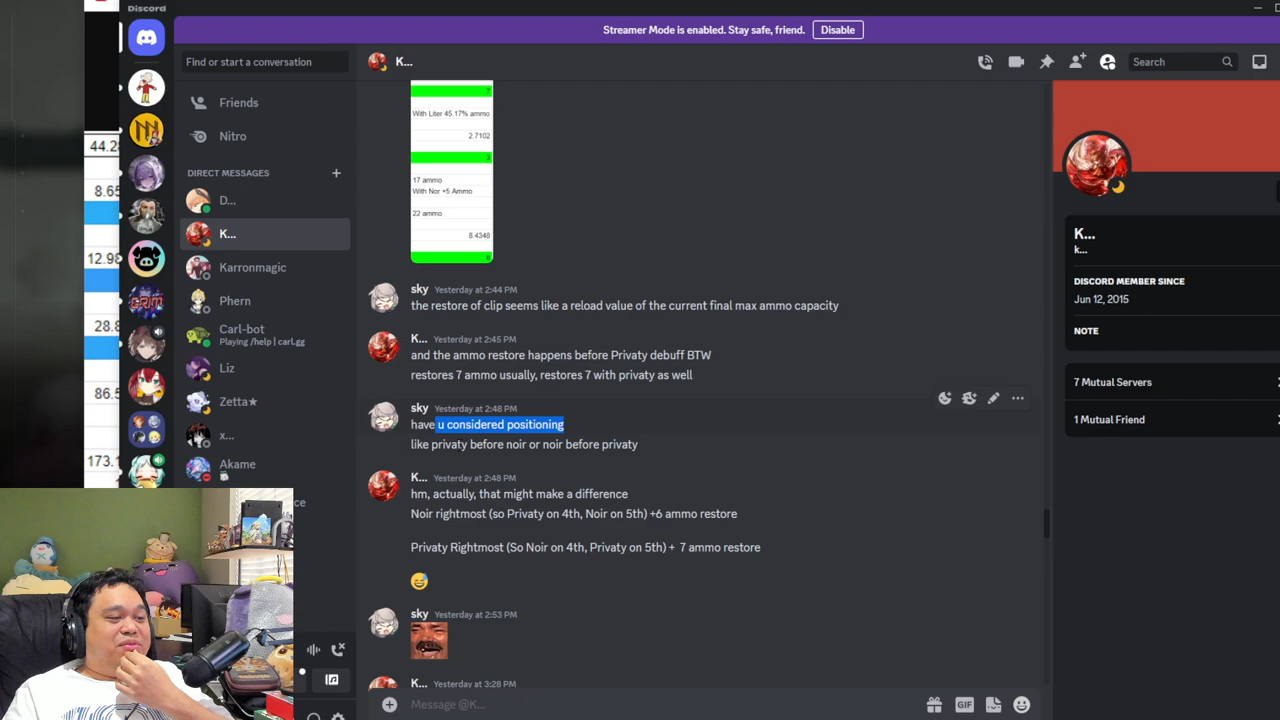 Discord
Streamer Mode is enabled. Stay safe, friend.
Disable
Find or start a conversation
K...
Search
Friends
Nitro
DIRECT MESSAGES
D...
K...
Karronmagic
Phern
Carl-bot
Playing /help | carl.gg
Liz
Zetta★
x...
Akame
44.28
8.65
12.98
28.8
86.5
173.1
7
With Liter 45.17% ammo
2.7102
3
17 ammo
With Nor +5 Ammo
22 ammo
8.4348
sky Yesterday at 2:44 PM
the restore of clip seems like a reload value of the current final max ammo capacity
K... Yesterday at 2:45 PM
and the ammo restore happens before Privaty debuff BTW
restores 7 ammo usually, restores 7 with privaty as well
sky Yesterday at 2:48 PM
have u considered positioning
like privaty before noir or noir before privaty
K... Yesterday at 2:48 PM
hm, actually, that might make a difference
Noir rightmost (so Privaty on 4th, Noir on 5th) +6 ammo restore
Privaty Rightmost (So Noir on 4th, Privaty on 5th) + 7 ammo restore
sky Yesterday at 2:53 PM
K... Yesterday at 3:28 PM
Message @K...
GIF
K...
k...
DISCORD MEMBER SINCE
Jun 12, 2015
NOTE
7 Mutual Servers
1 Mutual Friend